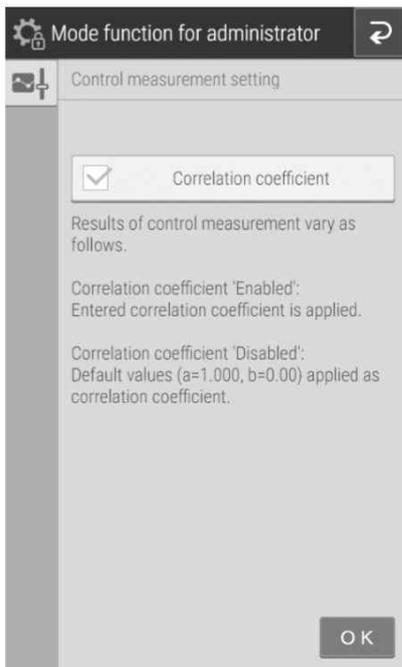 Mode function for administrator
Control measurement setting
Correlation coefficient
Results of control measurement vary as
follows.
Correlation coefficient 'Enabled':
Entered correlation coefficient is applied.
Correlation coefficient 'Disabled':
Default values (a=1.000, b=0.00) applied as
correlation coefficient.
O K